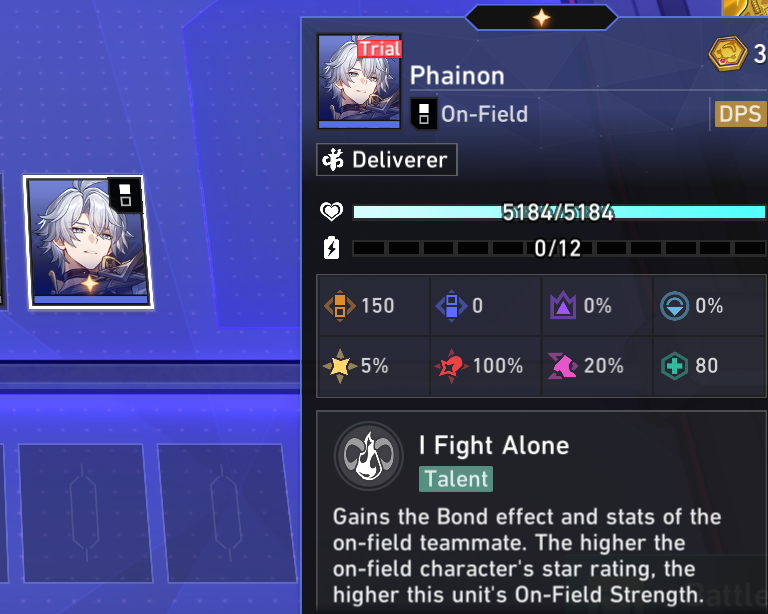 Trial
Phainon
3
On-Field
DPS
Deliverer
5184/5184
0/12
150
0
0%
0%
5%
100%
20%
80
I Fight Alone
Talent
Gains the Bond effect and stats of the
on-field teammate. The higher the
on-field character's star rating, the
higher this unit's On-Field Strength.